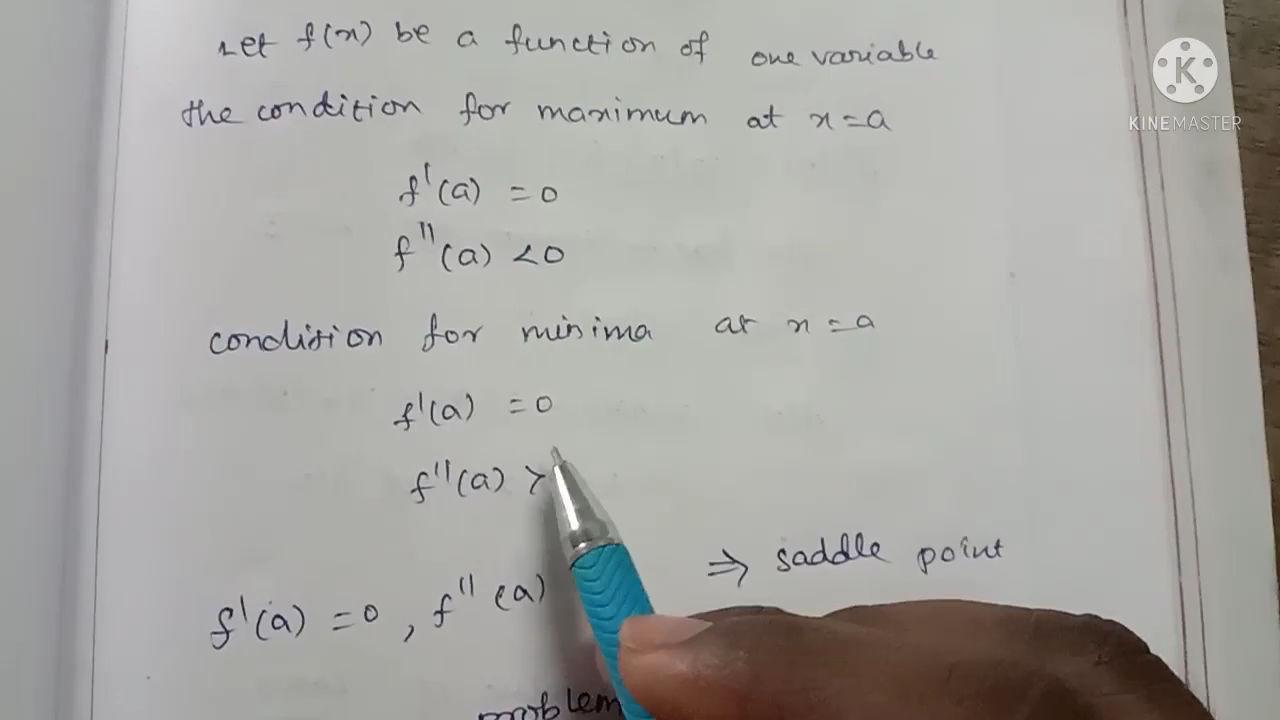 Let f(x) be a function of one variable
the condition for maximum at x=a
f'(a) =0
f"(a) <0
condition for minima at x=a
f'(a) =0
f"(a) >
⇒ saddle point
f'(a) =0, f"(a)
problem
K
KINEMASTER